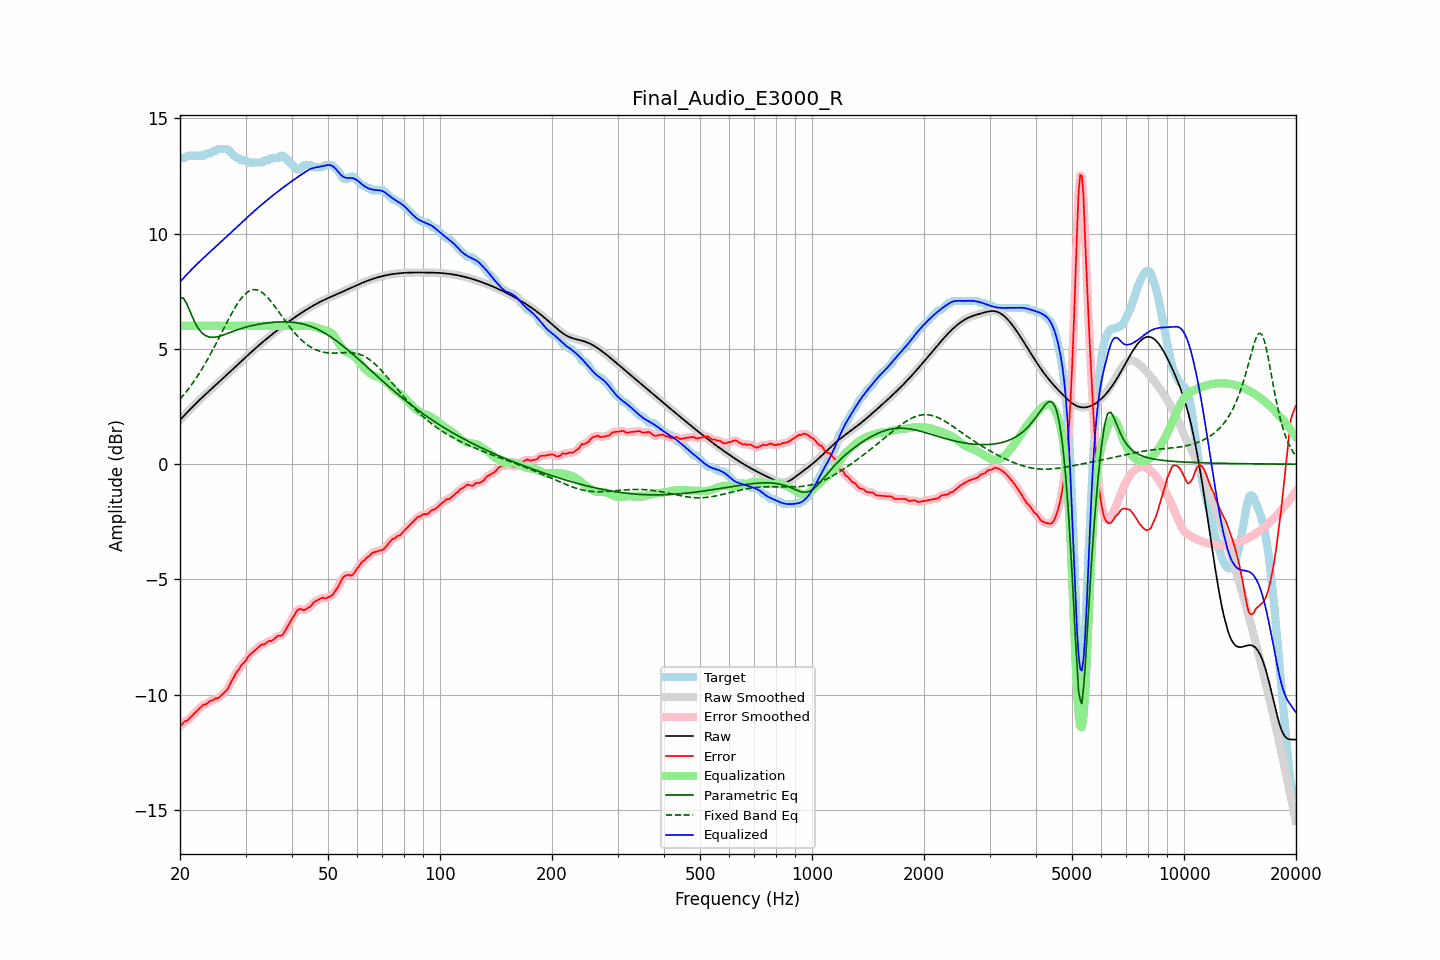 Final_Audio_E3000_R
15
10
5
0
−5
−10
−15
Amplitude (dBr)
20
50
100
200
500
1000
2000
5000
10000
20000
Frequency (Hz)
Target
Raw Smoothed
Error Smoothed
Raw
Error
Equalization
Parametric Eq
Fixed Band Eq
Equalized